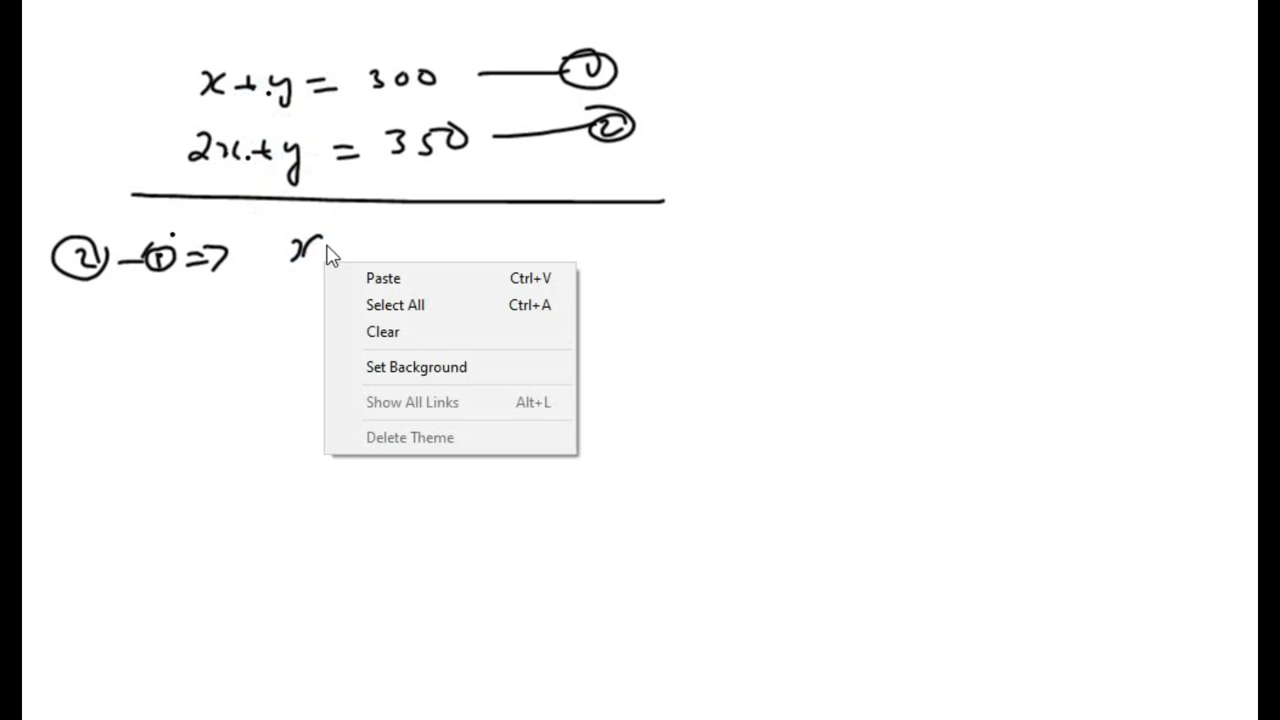 x + y = 300 — ①
2x + y = 350 — ②
② - ① => x
Paste Ctrl+V
Select All Ctrl+A
Clear
Set Background
Show All Links Alt+L
Delete Theme